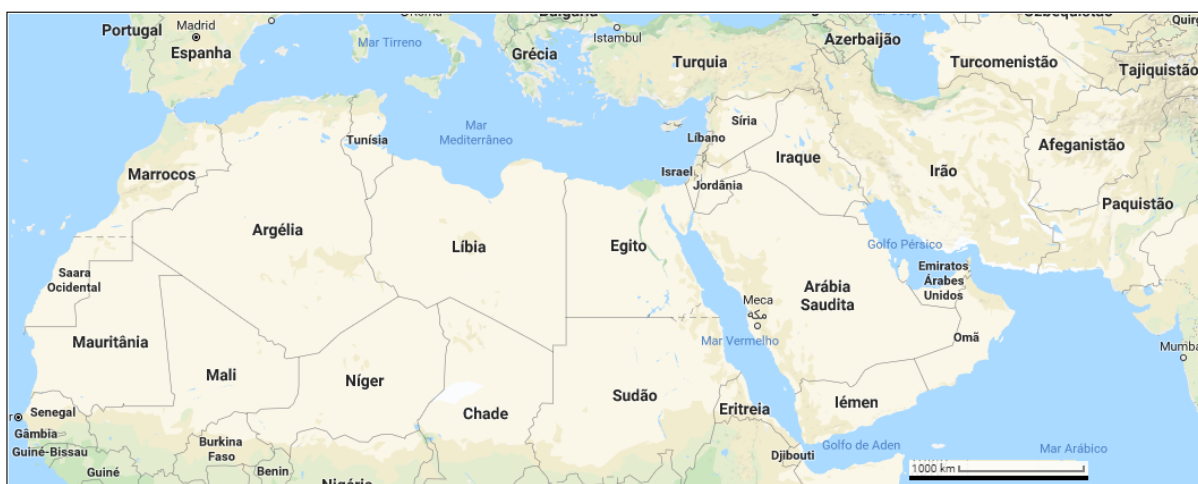 Portugal
Madrid
Espanha
Mar Tirreno
Grécia
Istambul
Turquia
Azerbaijão
Turcomenistão
Tajiquistão
Tunísia
Mar
Mediterrâneo
Síria
Líbano
Israel
Jordânia
Iraque
Irão
Afeganistão
Paquistão
Marrocos
Argélia
Líbia
Egito
Golfo Pérsico
Saara
Ocidental
Emiratos
Árabes
Unidos
Arábia
Saudita
Meca
مكة
Mauritânia
Mar Vermelho
Omã
Mali
Níger
Chade
Sudão
Eritreia
Iémen
Senegal
Gâmbia
Guiné-Bissau
Guiné
Burkina
Faso
Benin
Djibouti
Golfo de Aden
Mar Arábico
1000 km